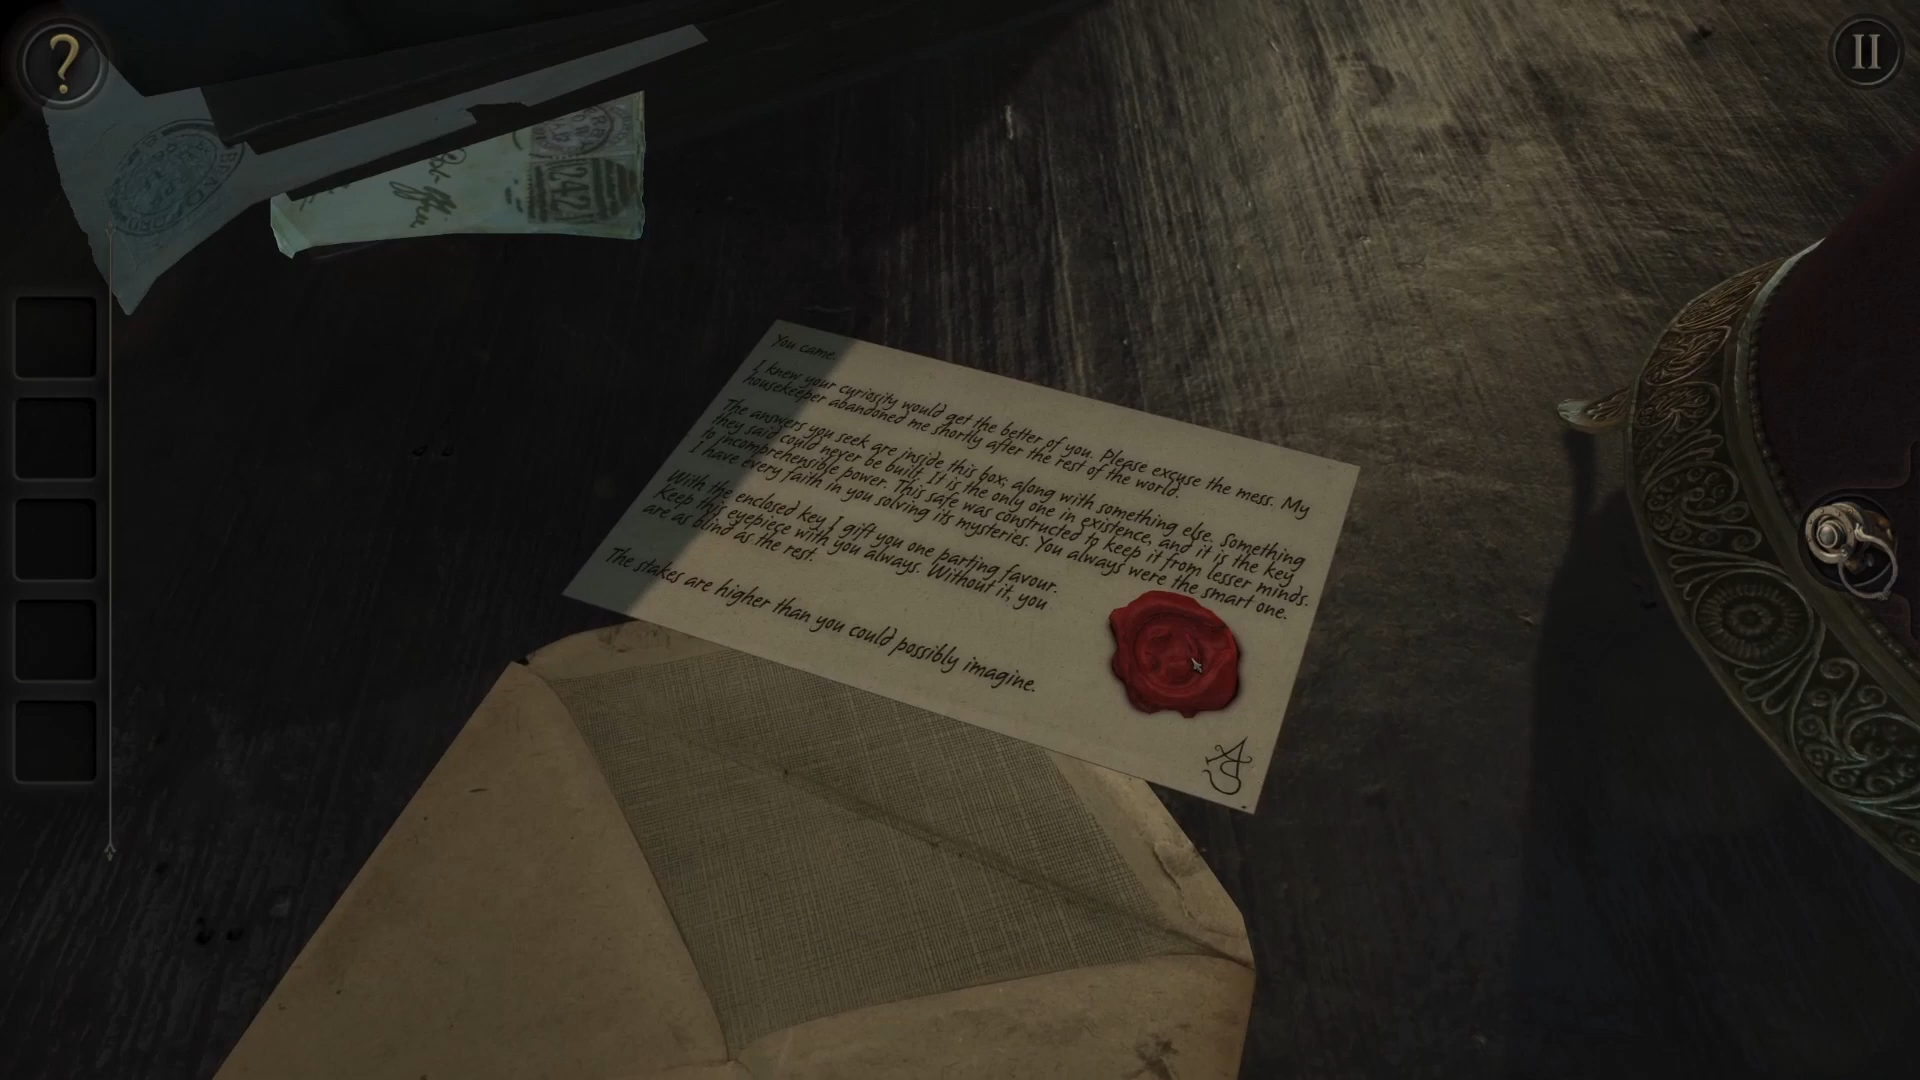 Post-Office
242
You came.
I knew your curiosity would get the better of you. Please excuse the mess. My
housekeeper abandoned me shortly after the rest of the world.
The answers you seek are inside this box; along with something else. Something
they said could never be built. It is the only one in existence, and it is the key
to incomprehensible power. This safe was constructed to keep it from lesser minds.
I have every faith in you solving its mysteries. You always were the smart one.
With the enclosed key I gift you one parting favour.
Keep this eyepiece with you always. Without it, you
are as blind as the rest.
The stakes are higher than you could possibly imagine.
AS